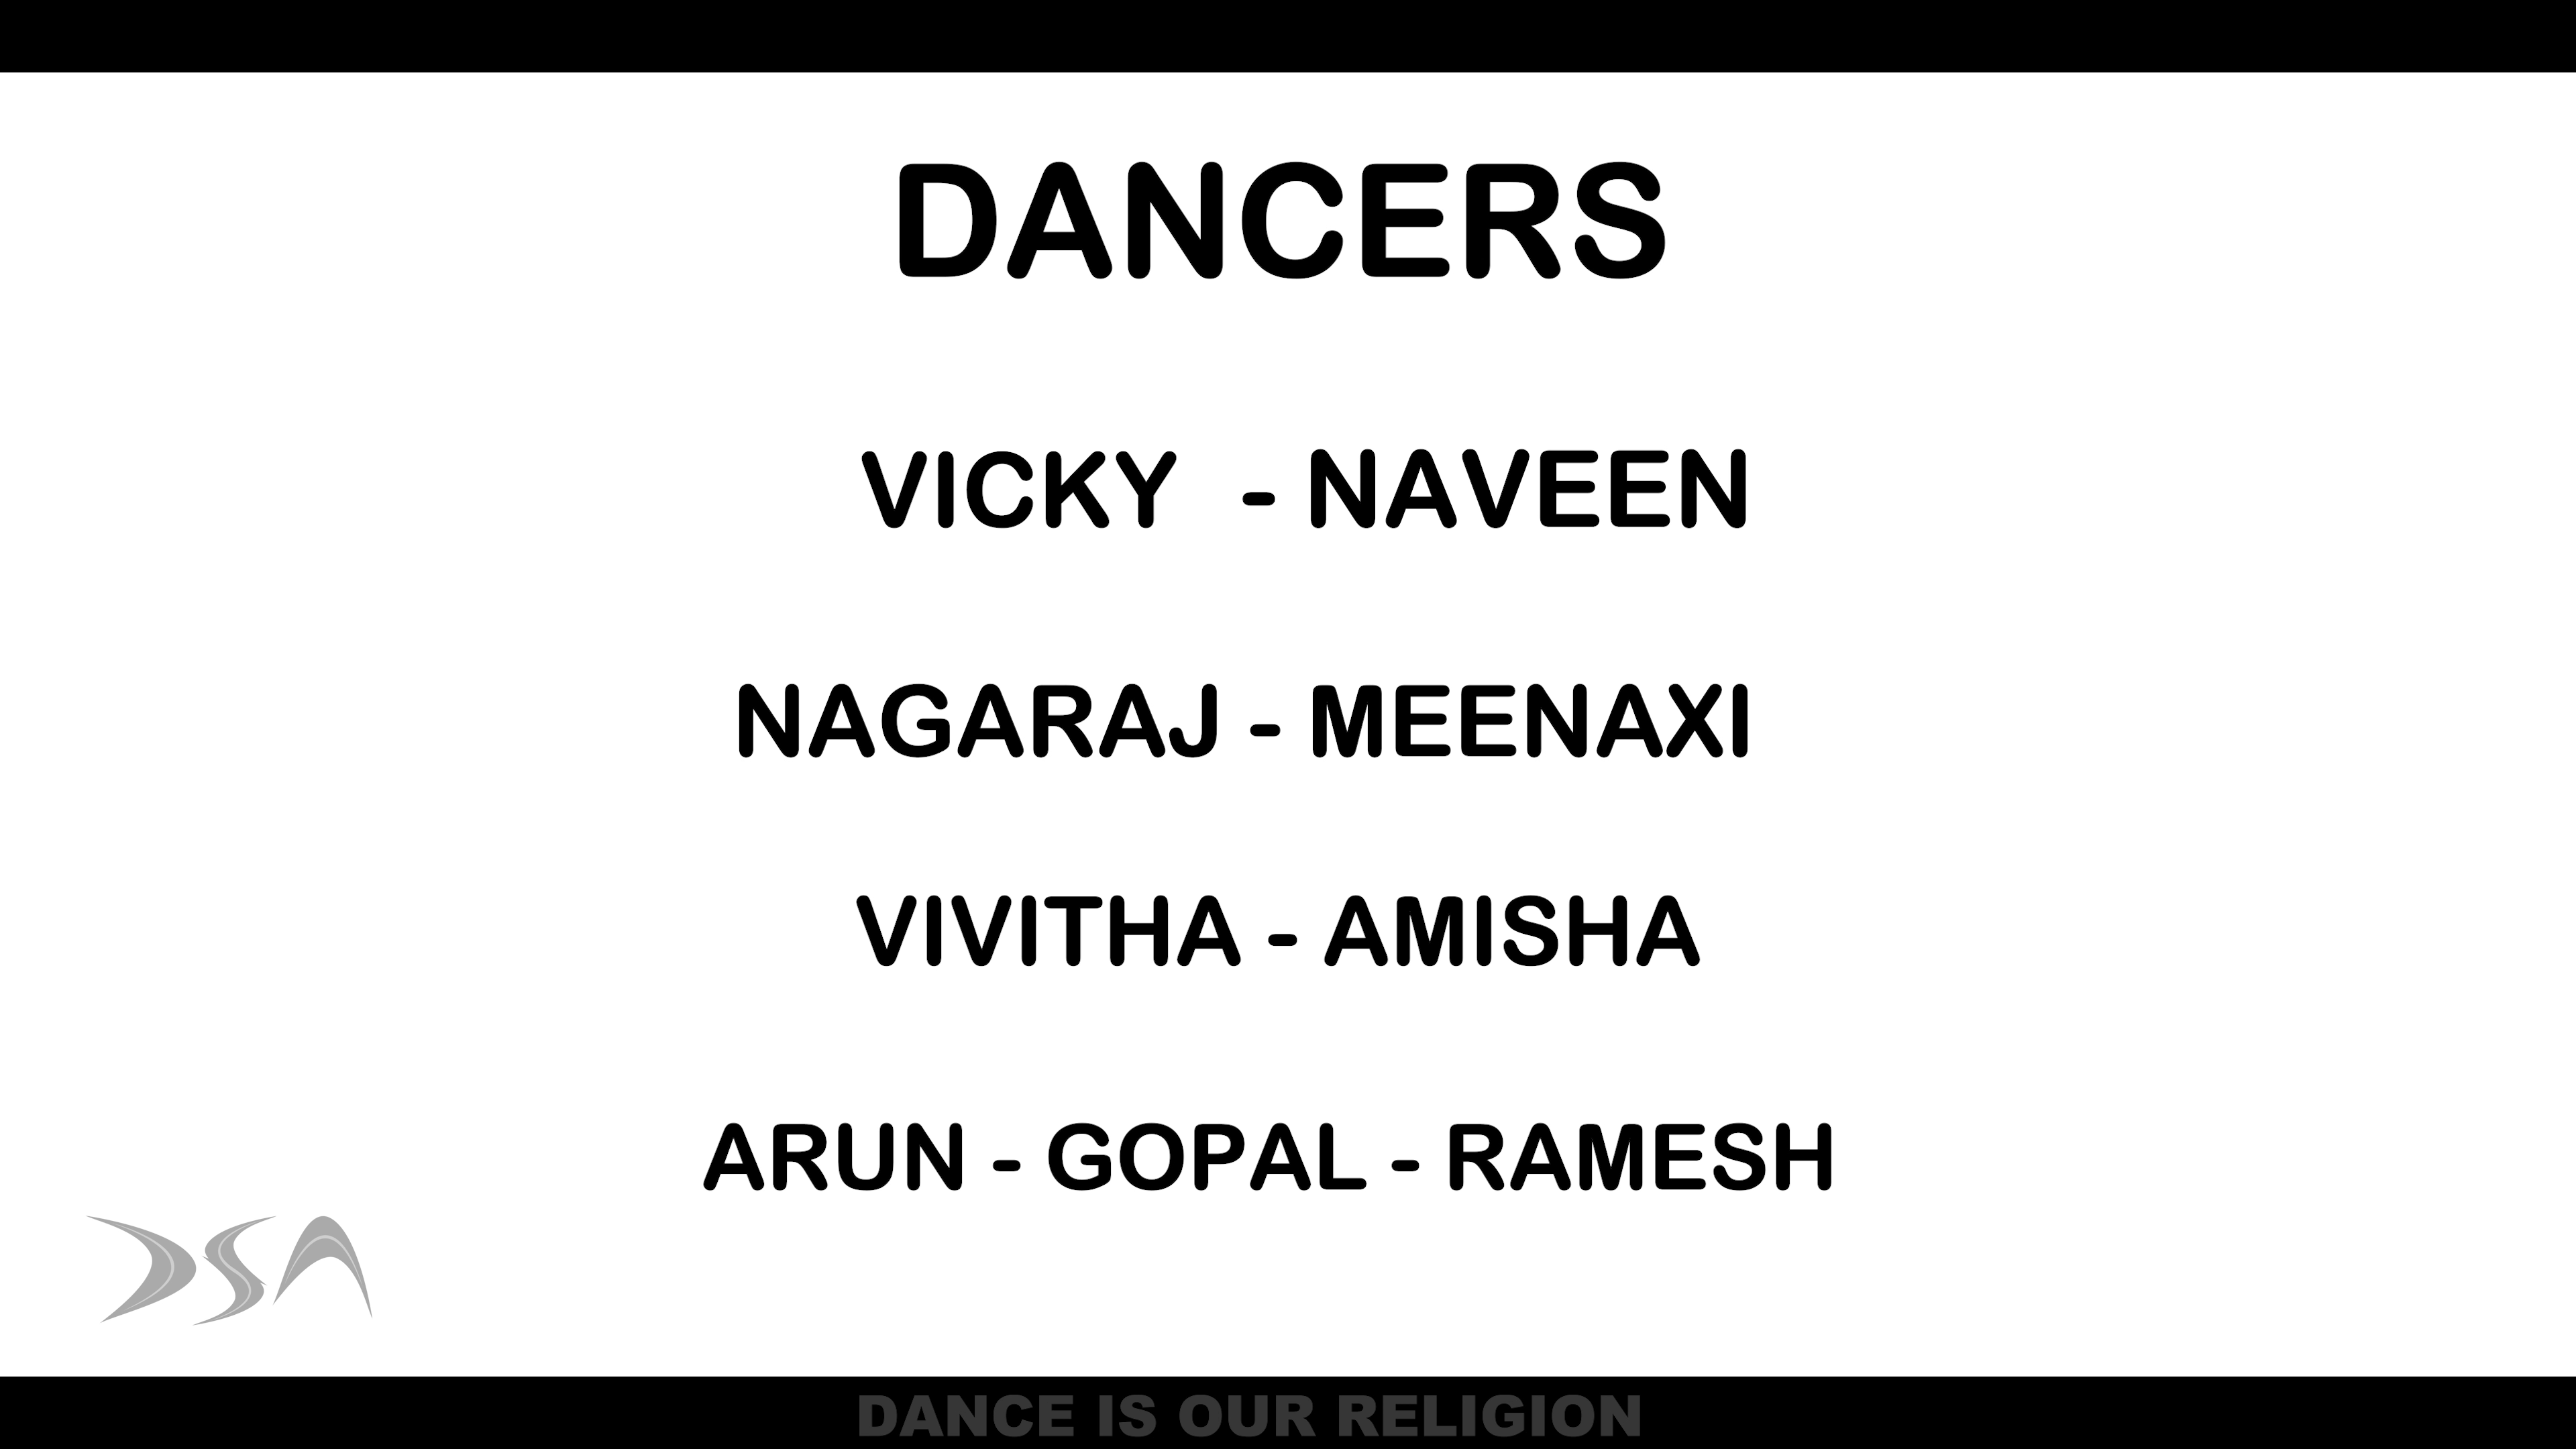 DANCERS
VICKY - NAVEEN
NAGARAJ - MEENAXI
VIVITHA - AMISHA
ARUN - GOPAL - RAMESH
DSA
DANCE IS OUR RELIGION